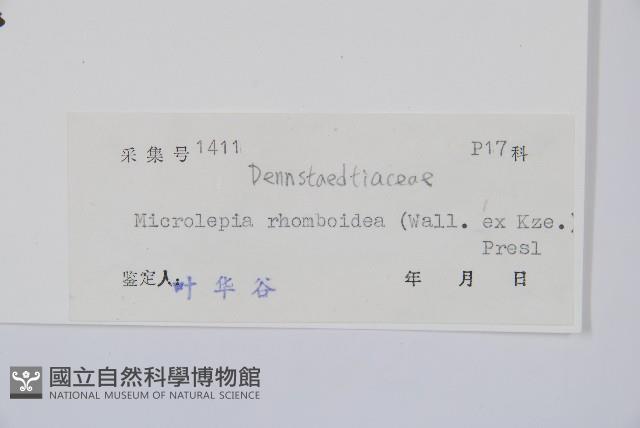 采集号 1411 P17 科
Dennstaedtiaceae
Microlepia rhomboidea (Wall. ex Kze.)
Presl
鉴定人: 叶华谷 年 月 日
國立自然科學博物館
NATIONAL MUSEUM OF NATURAL SCIENCE